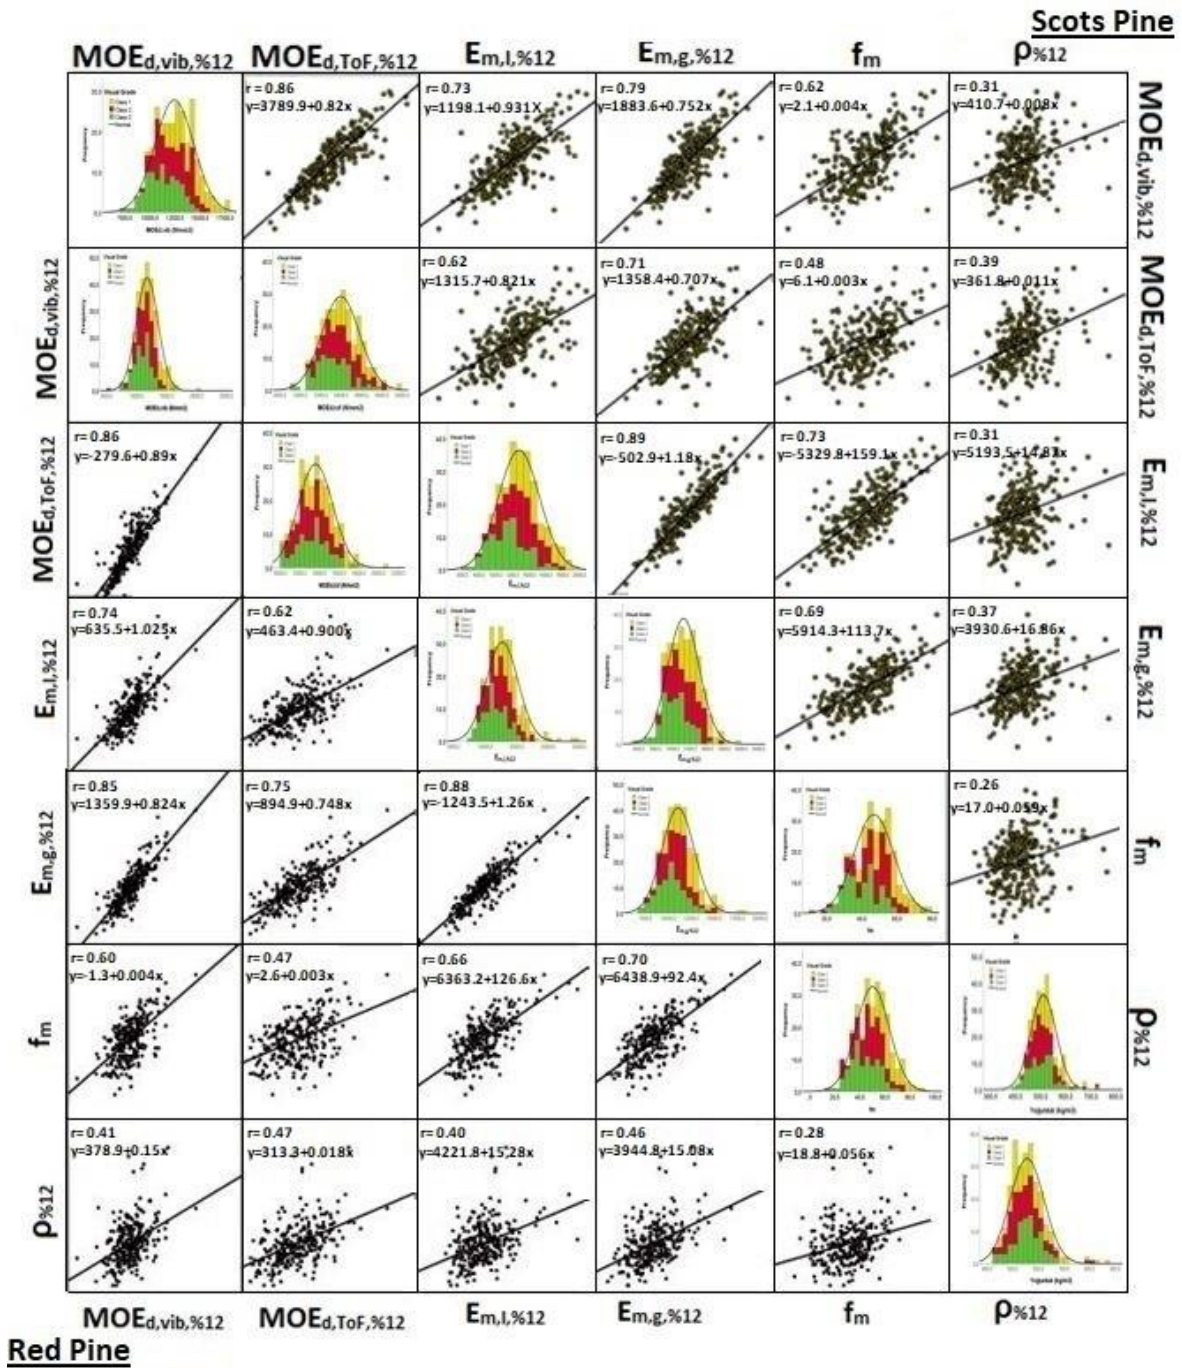 Scots Pine
MOEd,vib,%12 MOEd,ToF,%12 Em,l,%12 Em,g,%12 fm ρ%12
r = 0.86
y=3789.9+0.82x
r= 0.73
y=1198.1+0.931X
r= 0.79
y=1883.6+0.752x
r= 0.62
y=2.1+0.004x
r= 0.31
y=410.7+0.008x
MOEd,vib,%12
MOEd,vib,%12
r= 0.62
y=1315.7+0.821x
r= 0.71
y=1358.4+0.707x
r= 0.48
y=6.1+0.003x
r= 0.39
y=361.8+0.011x
MOEd,ToF,%12
MOEd,ToF,%12
r= 0.86
y=-279.6+0.89x
r= 0.89
y=-502.9+1.18x
r= 0.73
y=-5329.8+159.1x
r= 0.31
y=5193.5+14.87x
Em,l,%12
Em,l,%12
r= 0.74
y=635.5+1.025x
r= 0.62
y=463.4+0.900x
r= 0.69
y=5914.3+113.7x
r= 0.37
y=3930.6+16.86x
Em,g,%12
Em,g,%12
r= 0.85
y=1359.9+0.824x
r= 0.75
y=894.9+0.748x
r= 0.88
y=-1243.5+1.26x
r= 0.26
y=17.0+0.059x
fm
fm
r= 0.60
y=-1.3+0.004x
r= 0.47
y=2.6+0.003x
r= 0.66
y=6363.2+126.6x
r= 0.70
y=6438.9+92.4x
ρ%12
ρ%12
r= 0.41
y=378.9+0.15x
r= 0.47
y=313.3+0.018x
r= 0.40
y=4221.8+15.28x
r= 0.46
y=3944.8+15.08x
r= 0.28
y=18.8+0.056x
MOEd,vib,%12 MOEd,ToF,%12 Em,l,%12 Em,g,%12 fm ρ%12
Red Pine